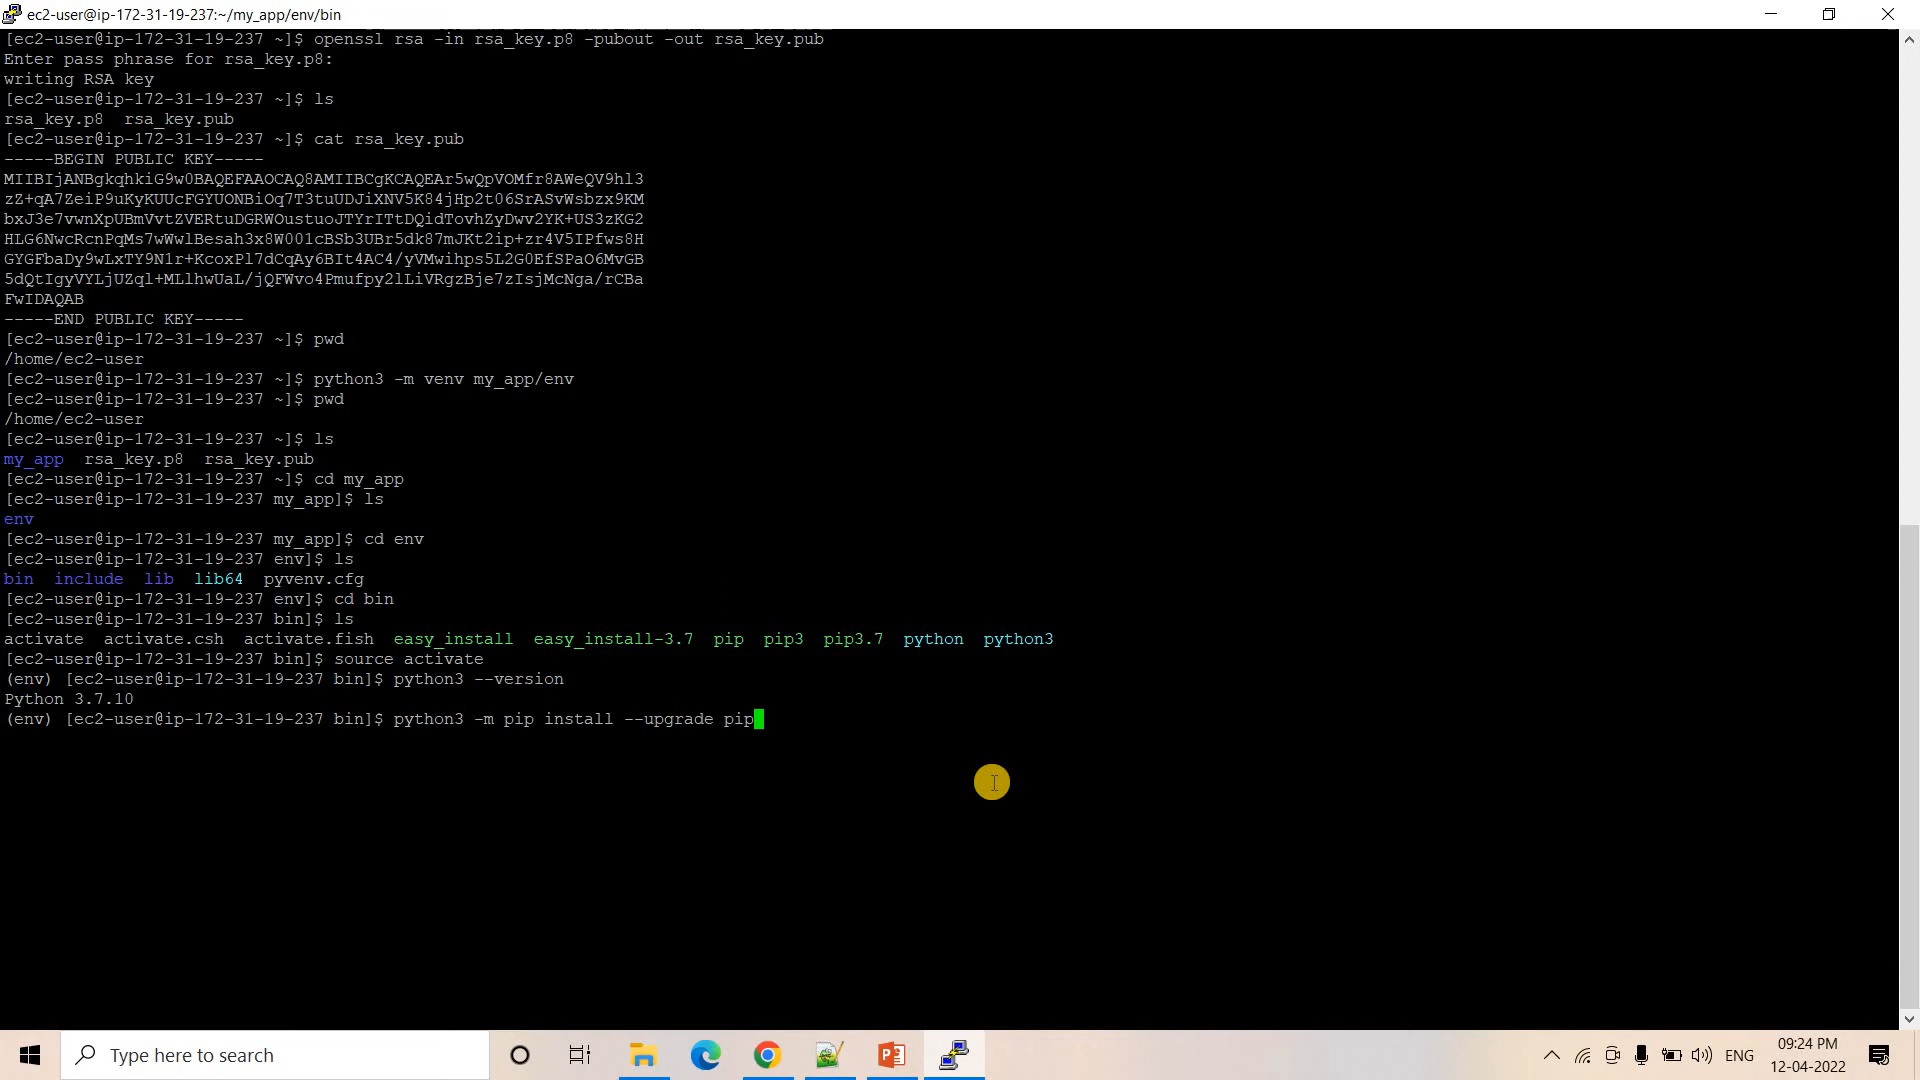 ec2-user@ip-172-31-19-237:~/my_app/env/bin
[ec2-user@ip-172-31-19-237 ~]$ openssl rsa -in rsa_key.p8 -pubout -out rsa_key.pub
Enter pass phrase for rsa_key.p8:
writing RSA key
[ec2-user@ip-172-31-19-237 ~]$ ls
rsa_key.p8  rsa_key.pub
[ec2-user@ip-172-31-19-237 ~]$ cat rsa_key.pub
-----BEGIN PUBLIC KEY-----
MIIBIjANBgkqhkiG9w0BAQEFAAOCAQ8AMIIBCgKCAQEAr5wQpVOMfr8AWeQV9hl3
zZ+qA7ZeiP9uKyKUUcFGYUONBiOq7T3tuUDJiXNV5K84jHp2t06SrASvWsbzx9KM
bxJ3e7vwnXpUBmVvtZVERtuDGRWOustuoJTYrITtDQidTovhZyDwv2YK+US3zKG2
HLG6NwcRcnPqMs7wWwlBesah3x8W001cBSb3UBr5dk87mJKt2ip+zr4V5IPfws8H
GYGFbaDy9wLxTY9N1r+KcoxPl7dCqAy6BIt4AC4/yVMwihps5L2G0EfSPaO6MvGB
5dQtIgyVYLjUZql+MLlhwUaL/jQFWvo4Pmufpy2lLiVRgzBje7zIsjMcNga/rCBa
FwIDAQAB
-----END PUBLIC KEY-----
[ec2-user@ip-172-31-19-237 ~]$ pwd
/home/ec2-user
[ec2-user@ip-172-31-19-237 ~]$ python3 -m venv my_app/env
[ec2-user@ip-172-31-19-237 ~]$ pwd
/home/ec2-user
[ec2-user@ip-172-31-19-237 ~]$ ls
my_app  rsa_key.p8  rsa_key.pub
[ec2-user@ip-172-31-19-237 ~]$ cd my_app
[ec2-user@ip-172-31-19-237 my_app]$ ls
env
[ec2-user@ip-172-31-19-237 my_app]$ cd env
[ec2-user@ip-172-31-19-237 env]$ ls
bin  include  lib  lib64  pyvenv.cfg
[ec2-user@ip-172-31-19-237 env]$ cd bin
[ec2-user@ip-172-31-19-237 bin]$ ls
activate  activate.csh  activate.fish  easy_install  easy_install-3.7  pip  pip3  pip3.7  python  python3
[ec2-user@ip-172-31-19-237 bin]$ source activate
(env) [ec2-user@ip-172-31-19-237 bin]$ python3 --version
Python 3.7.10
(env) [ec2-user@ip-172-31-19-237 bin]$ python3 -m pip install --upgrade pip
Type here to search
ENG
09:24 PM
12-04-2022